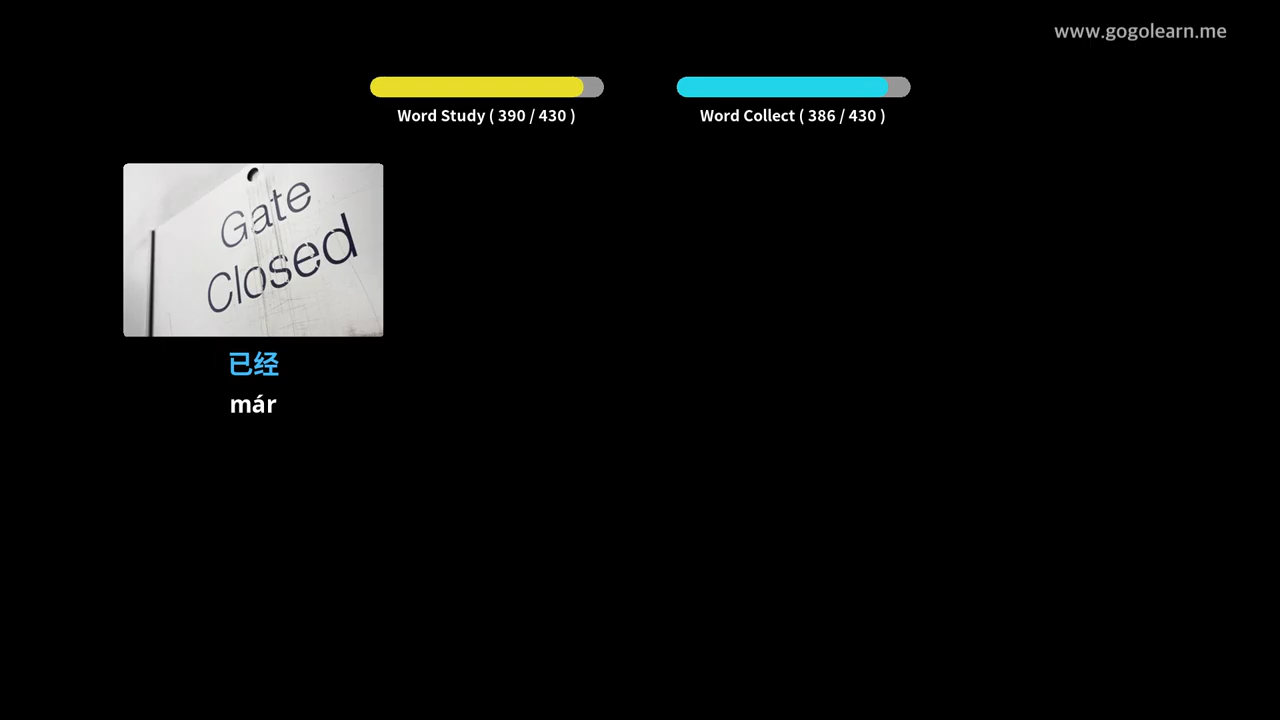 www.gogolearn.me
Word Study ( 390 / 430 )
Word Collect ( 386 / 430 )
Gate
Closed
已经
már